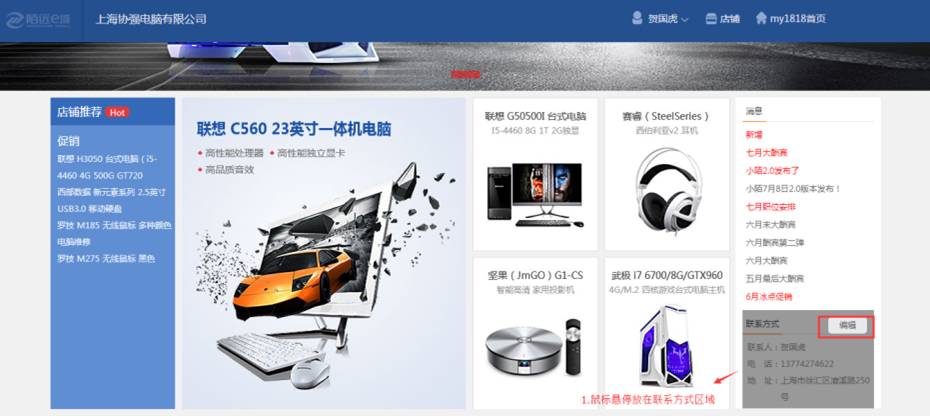 陌远e城
上海协强电脑有限公司
贺国虎
店铺
my1818首页
店铺推荐 Hot
促销
联想 H3050 台式电脑（i5-
4460 4G 500G GT720
西部数据 新元素系列 2.5英寸
USB3.0 移动硬盘
罗技 M185 无线鼠标 多种颜色
电脑维修
罗技 M275 无线鼠标 黑色
联想 C560 23英寸一体机电脑
高性能处理器 高性能独立显卡
高品质音效
联想 G5050OI 台式电脑
I5-4460 8G 1T 2G独显
赛睿（SteelSeries）
西伯利亚v2 耳机
坚果（JmGO）G1-CS
智能高清 家用投影机
武极 i7 6700/8G/GTX960
4G/M.2 四核游戏台式电脑主机
消息
新增
七月大酬宾
小陌2.0发布了
小陌7月8日2.0版本发布！
七月职位安排
六月末大酬宾
六月酬宾第二弹
六月大酬宾
五月最后大酬宾
6月冰点促销
联系方式
编辑
联系人：贺国虎
电 话：13774274622
地 址：上海市徐汇区漕溪路250
号
1.鼠标悬停放在联系方式区域